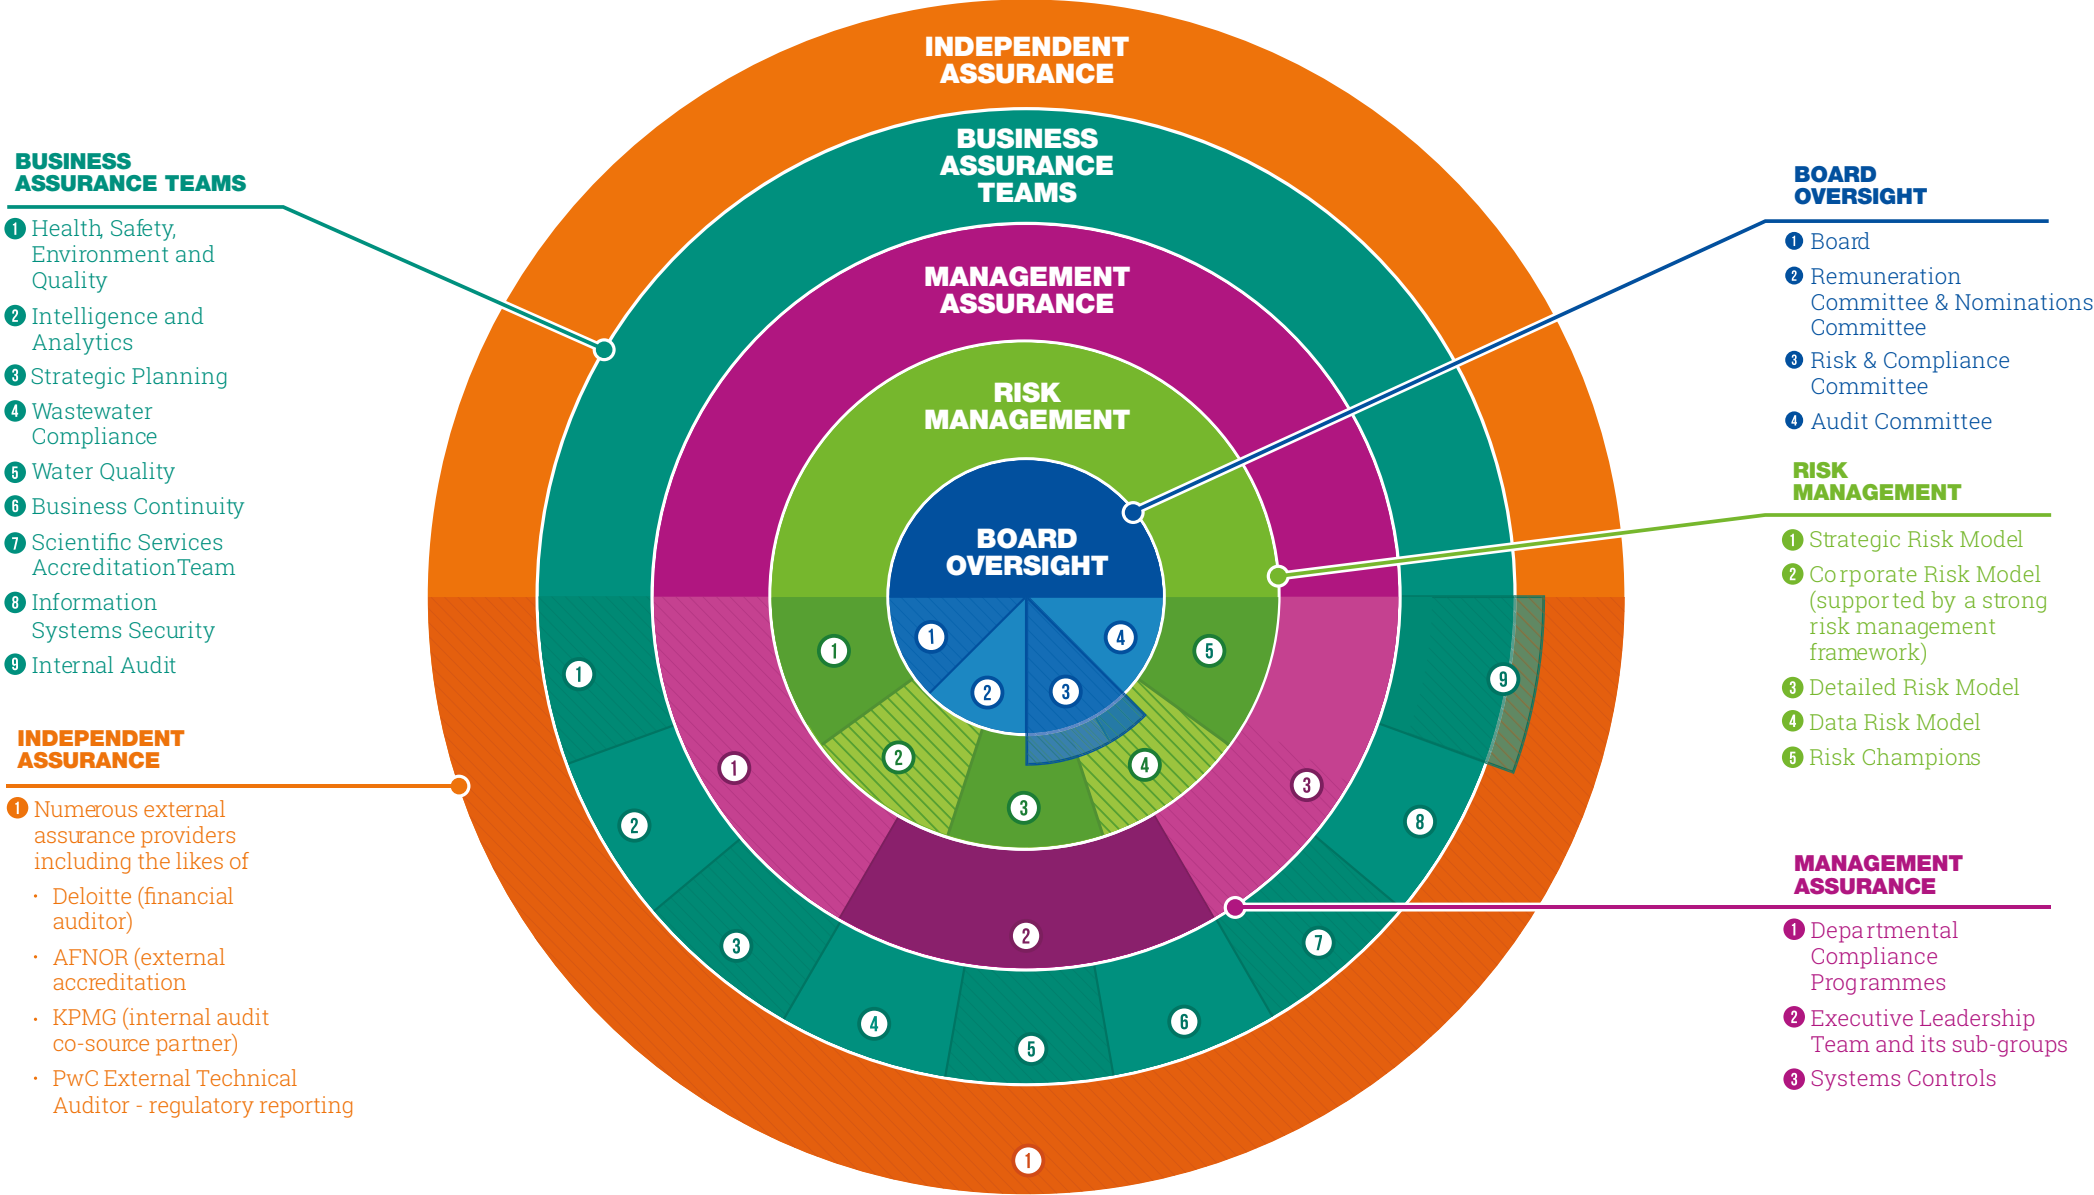 INDEPENDENT
ASSURANCE
BUSINESS
ASSURANCE
TEAMS
MANAGEMENT
ASSURANCE
RISK
MANAGEMENT
BOARD
OVERSIGHT
1
2
3
4
1
2
3
4
5
1
2
3
1
2
3
4
5
6
7
8
9
1
BUSINESS
ASSURANCE TEAMS
1 Health, Safety,
Environment and
Quality
2 Intelligence and
Analytics
3 Strategic Planning
4 Wastewater
Compliance
5 Water Quality
6 Business Continuity
7 Scientific Services
Accreditation Team
8 Information
Systems Security
9 Internal Audit
INDEPENDENT
ASSURANCE
1 Numerous external
assurance providers
including the likes of
· Deloitte (financial
auditor)
· AFNOR (external
accreditation
· KPMG (internal audit
co-source partner)
· PwC External Technical
Auditor - regulatory reporting
BOARD
OVERSIGHT
1 Board
2 Remuneration
Committee & Nominations
Committee
3 Risk & Compliance
Committee
4 Audit Committee
RISK
MANAGEMENT
1 Strategic Risk Model
2 Corporate Risk Model
(supported by a strong
risk management
framework)
3 Detailed Risk Model
4 Data Risk Model
5 Risk Champions
MANAGEMENT
ASSURANCE
1 Departmental
Compliance
Programmes
2 Executive Leadership
Team and its sub-groups
3 Systems Controls